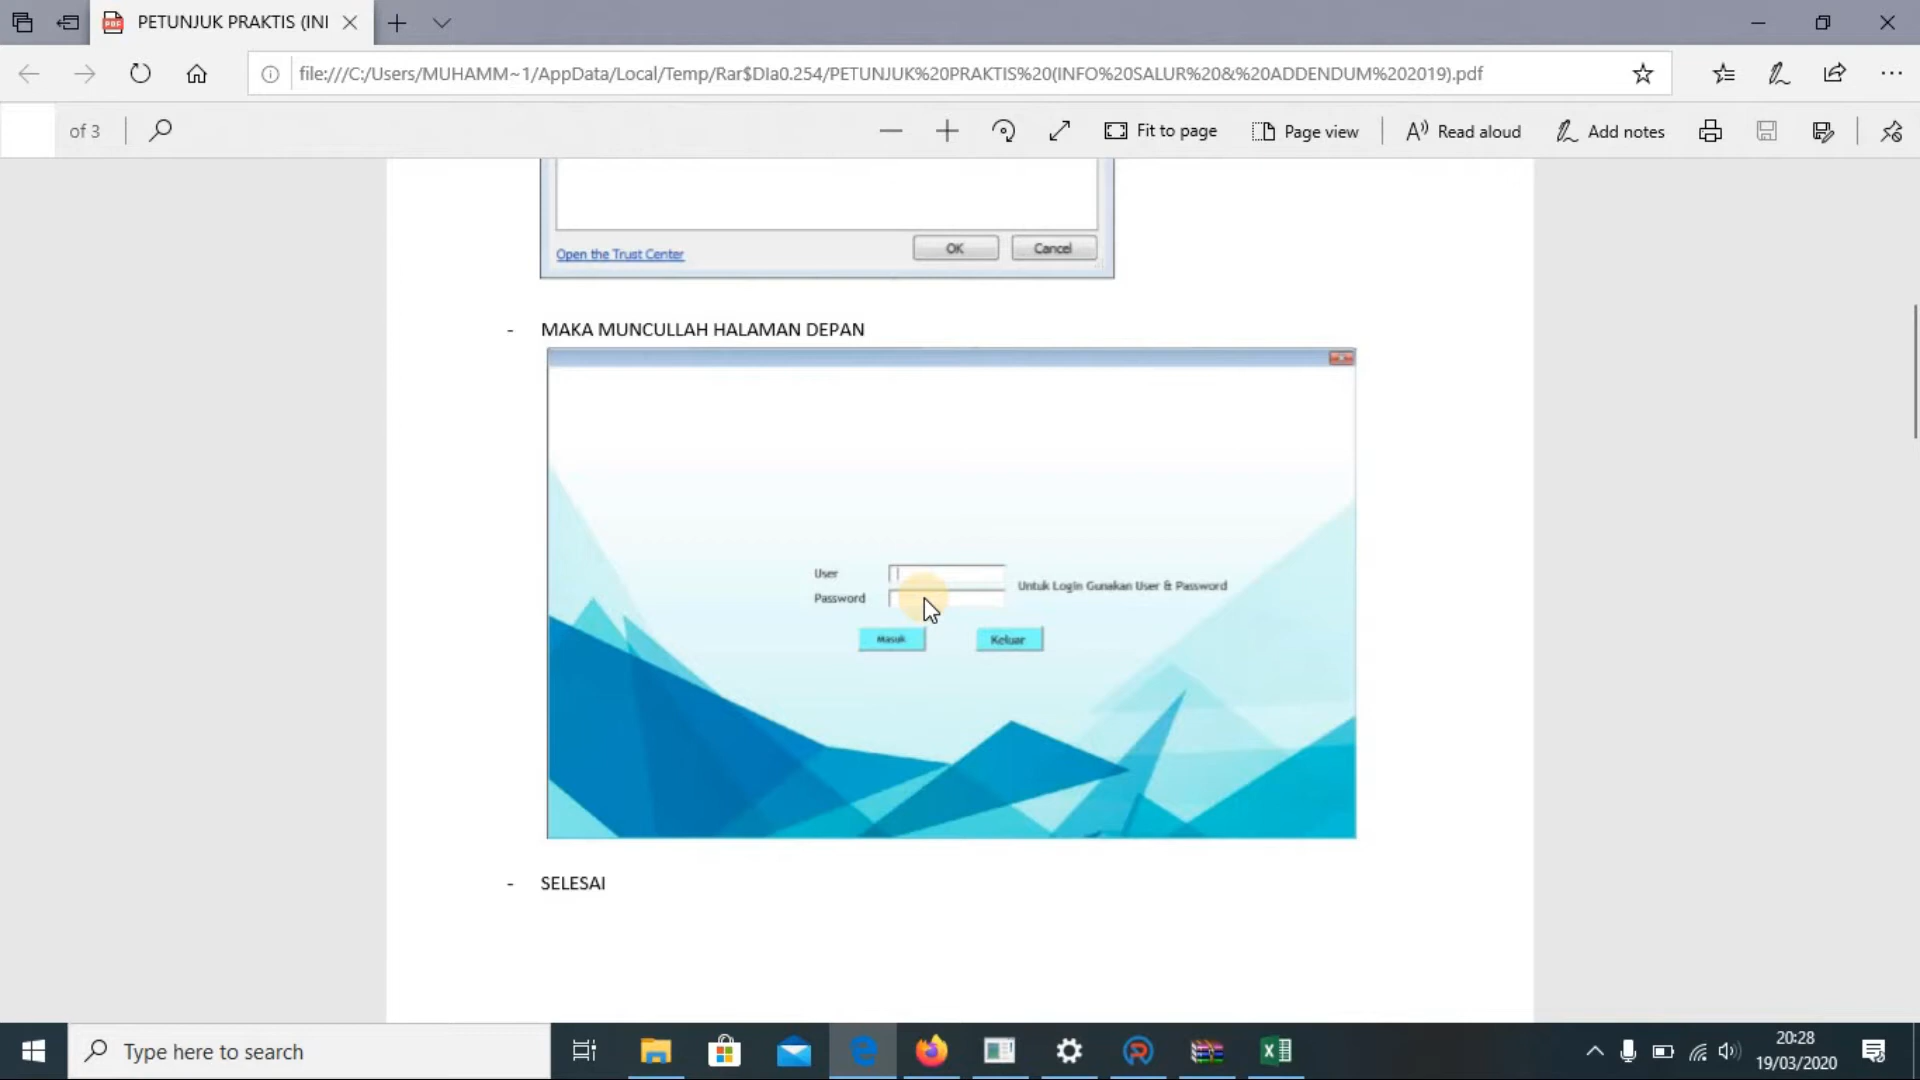 PETUNJUK PRAKTIS (INI
file:///C:/Users/MUHAMM~1/AppData/Local/Temp/Rar$DIa0.254/PETUNJUK%20PRAKTIS%20(INFO%20SALUR%20&%20ADDENDUM%202019).pdf
of 3
Fit to page
Page view
Read aloud
Add notes
Open the Trust Center
OK
Cancel
- MAKA MUNCULLAH HALAMAN DEPAN
User
Untuk Login Gunakan User & Password
Password
Masuk
Keluar
- SELESAI
Type here to search
20:28
19/03/2020